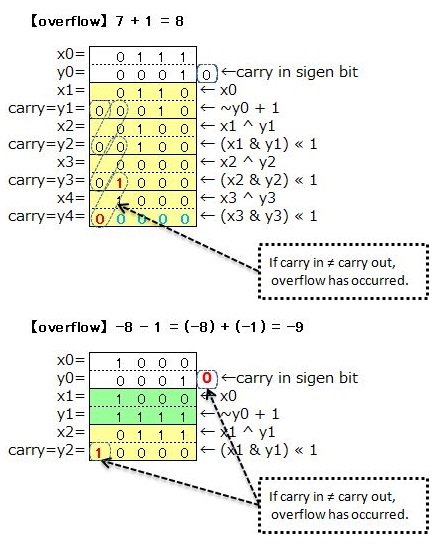 【overflow】7 + 1 = 8
x0= 0 1 1 1
y0= 0 0 0 1 0 ←carry in sigen bit
x1= 0 1 1 0 ← x0
carry=y1= 0 0 0 1 0 ← ~y0 + 1
x2= 0 1 0 0 ← x1 ^ y1
carry=y2= 0 0 1 0 0 ← (x1 & y1) « 1
x3= 0 0 0 0 ← x2 ^ y2
carry=y3= 0 1 0 0 0 ← (x2 & y2) « 1
x4= 1 0 0 0 ← x3 ^ y3
carry=y4= 0 0 0 0 0 ← (x3 & y3) « 1
If carry in ≠ carry out,
overflow has occurred.
【overflow】-8 - 1 = (-8) + (-1) = -9
x0= 1 0 0 0
y0= 0 0 0 1 0 ←carry in sigen bit
x1= 1 0 0 0 ← x0
y1= 1 1 1 1 ← ~y0 + 1
x2= 0 1 1 1 ← x1 ^ y1
carry=y2= 1 0 0 0 0 ← (x1 & y1) « 1
If carry in ≠ carry out,
overflow has occurred.